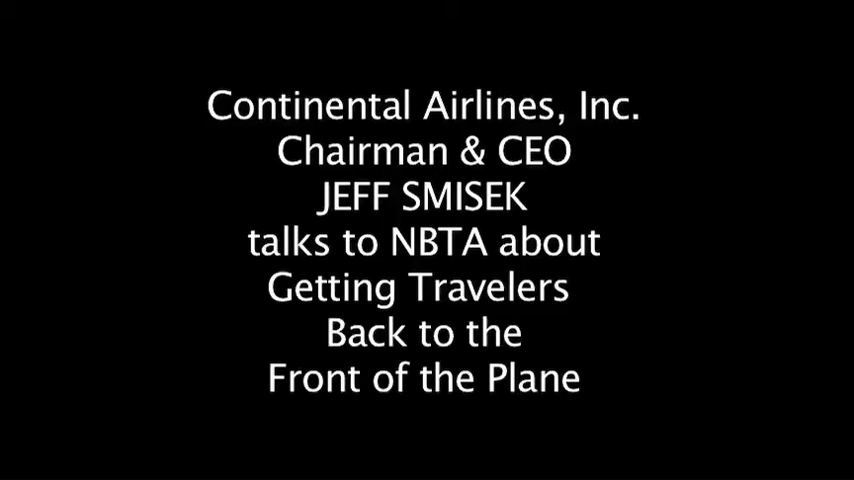 Continental Airlines, Inc.
Chairman & CEO
JEFF SMISEK
talks to NBTA about
Getting Travelers
Back to the
Front of the Plane